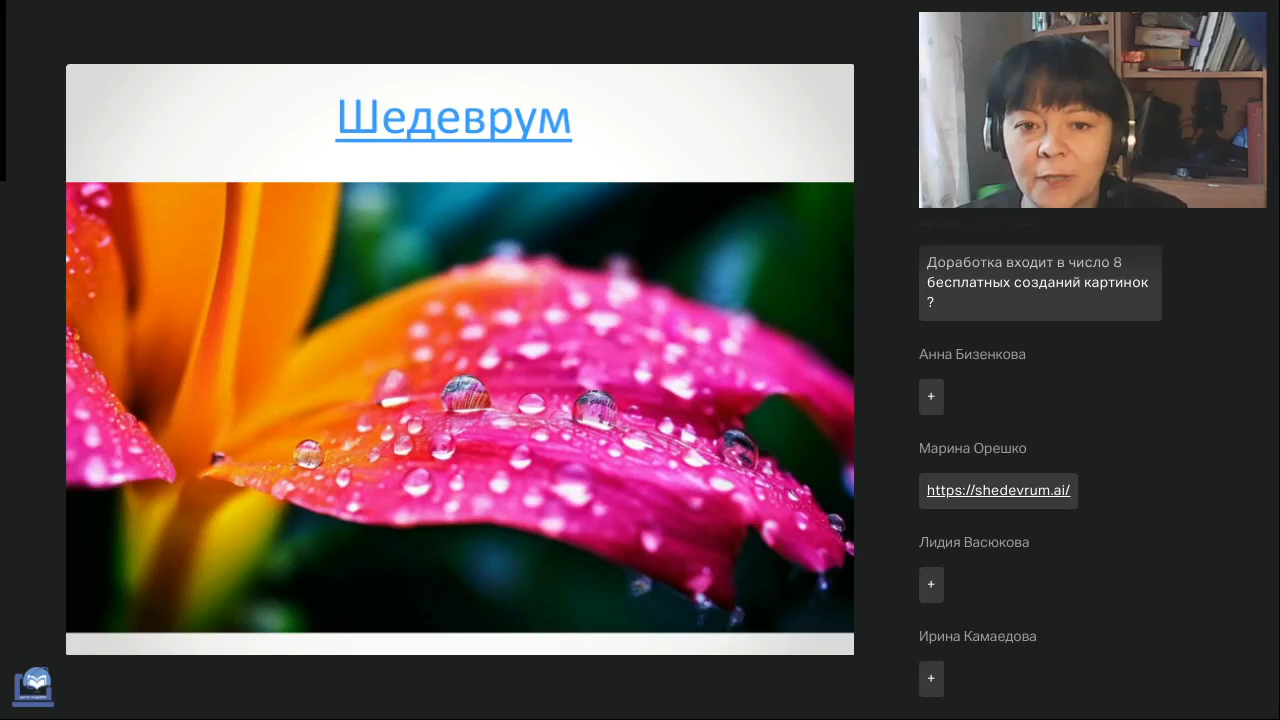 Шедеврум
Доработка входит в число 8
бесплатных созданий картинок
?
Анна Бизенкова
+
Марина Орешко
https://shedevrum.ai/
Лидия Васюкова
+
Ирина Камаедова
+